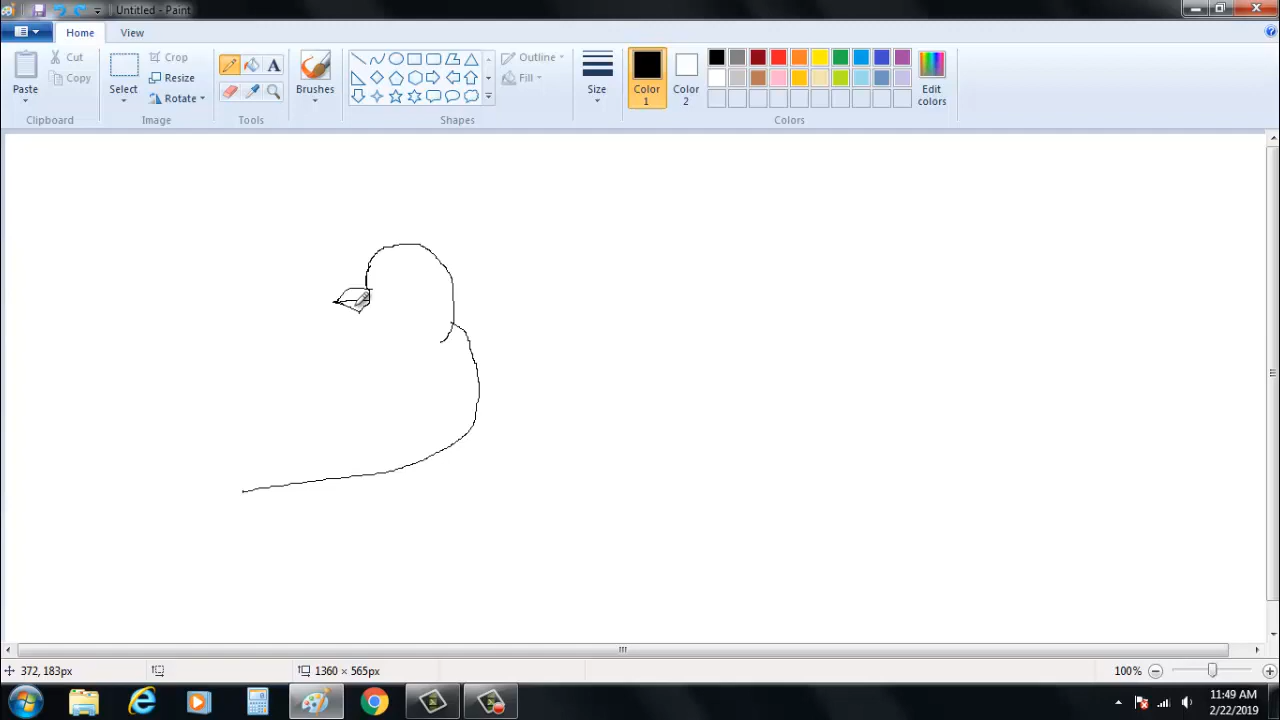 Untitled - Paint
Home
View
Paste
Cut
Copy
Clipboard
Select
Crop
Resize
Rotate
Image
A
Tools
Brushes
Shapes
Outline
Fill
Size
Color 1
Color 2
Edit colors
Colors
372, 183px
1360 × 565px
100%
11:49 AM
2/22/2019